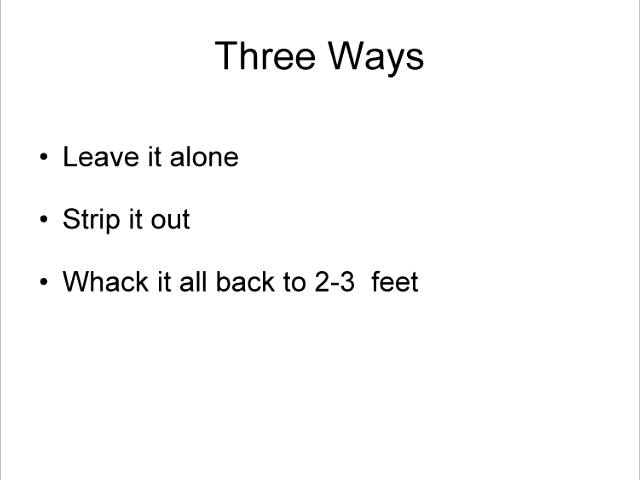 Three Ways
• Leave it alone
• Strip it out
• Whack it all back to 2-3  feet